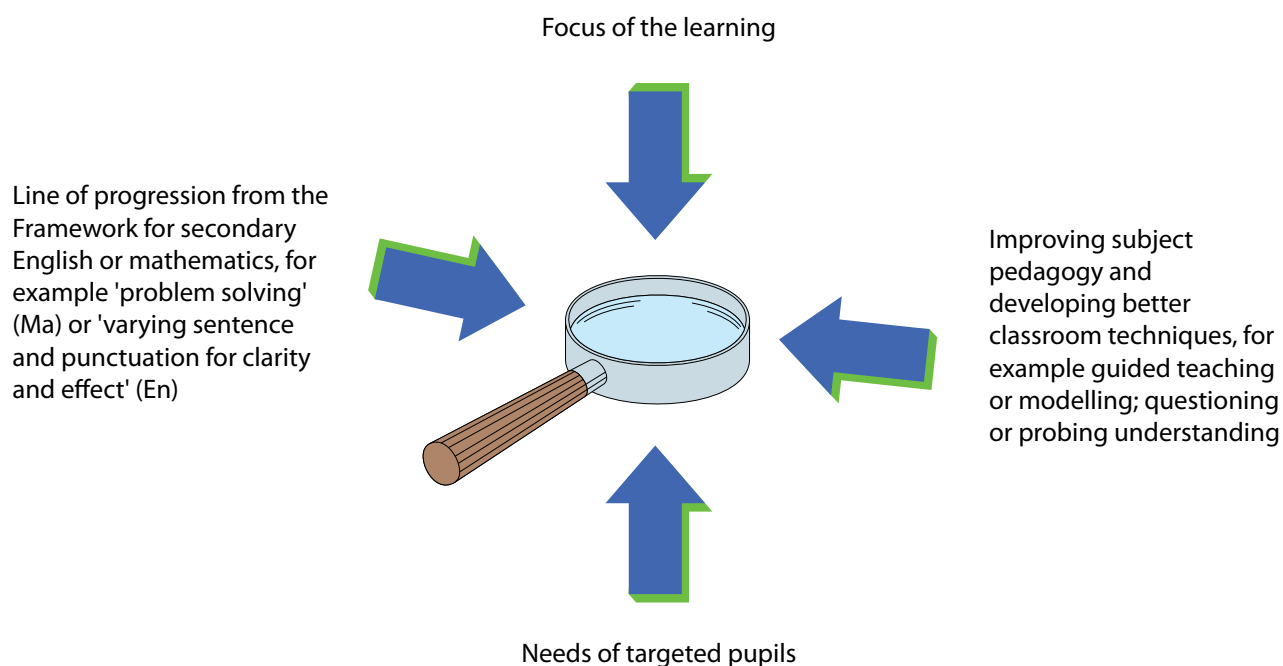 Focus of the learning
Line of progression from the
Framework for secondary
English or mathematics, for
example 'problem solving'
(Ma) or 'varying sentence
and punctuation for clarity
and effect' (En)
Improving subject
pedagogy and
developing better
classroom techniques, for
example guided teaching
or modelling; questioning
or probing understanding
Needs of targeted pupils